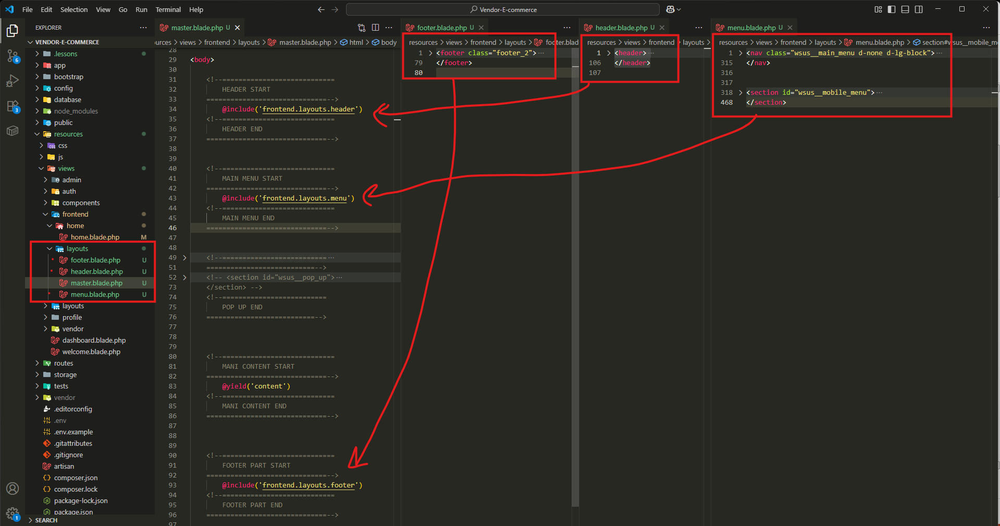 File Edit Selection View Go Run Terminal Help
Vendor-E-commerce
EXPLORER
VENDOR-E-COMMERCE
.lessons
app
bootstrap
config
database
node_modules
public
resources
css
js
views
admin
auth
components
frontend
home
home.blade.php M
layouts
footer.blade.php U
header.blade.php U
master.blade.php U
menu.blade.php U
layouts
profile
vendor
dashboard.blade.php
welcome.blade.php
routes
storage
tests
vendor
.editorconfig
.env
.env.example
.gitattributes
.gitignore
artisan
composer.json
composer.lock
package-lock.json
package.json
SEARCH
6
3
1
master.blade.php U
ources > views > frontend > layouts > master.blade.php > html > body
28
29 <body>
30
31 <!--============================
32 HEADER START
33 ==============================-->
34 @include('frontend.layouts.header')
35 <!--============================
36 HEADER END
37 ==============================-->
38
39
40 <!--============================
41 MAIN MENU START
42 ==============================-->
43 @include('frontend.layouts.menu')
44 <!--============================
45 MAIN MENU END
46 ==============================-->
47
48
49 <!--========================== ...
51 ===========================-->
52 <!-- <section id="wsus__pop_up"> ...
73 </section> -->
74 <!--==========================
75 POP UP END
76 ===========================-->
77
78
79
80 <!--============================
81 MANI CONTENT START
82 ==============================-->
83 @yield('content')
84 <!--============================
85 MANI CONTENT END
86 ==============================-->
87
88
89
90 <!--============================
91 FOOTER PART START
92 ==============================-->
93 @include('frontend.layouts.footer')
94 <!--============================
95 FOOTER PART END
96 ==============================-->
97
footer.blade.php U
resources > views > frontend > layouts > footer.blad
1 <footer class="footer_2"> ...
79 </footer>
80
header.blade.php U
resources > views > frontend > layouts >
1 <header> ...
106 </header>
107
menu.blade.php U
resources > views > frontend > layouts > menu.blade.php > section#wsus__mobile_me
1 <nav class="wsus__main_menu d-none d-lg-block"> ...
315 </nav>
316
317
318 <section id="wsus__mobile_menu"> ...
468 </section>